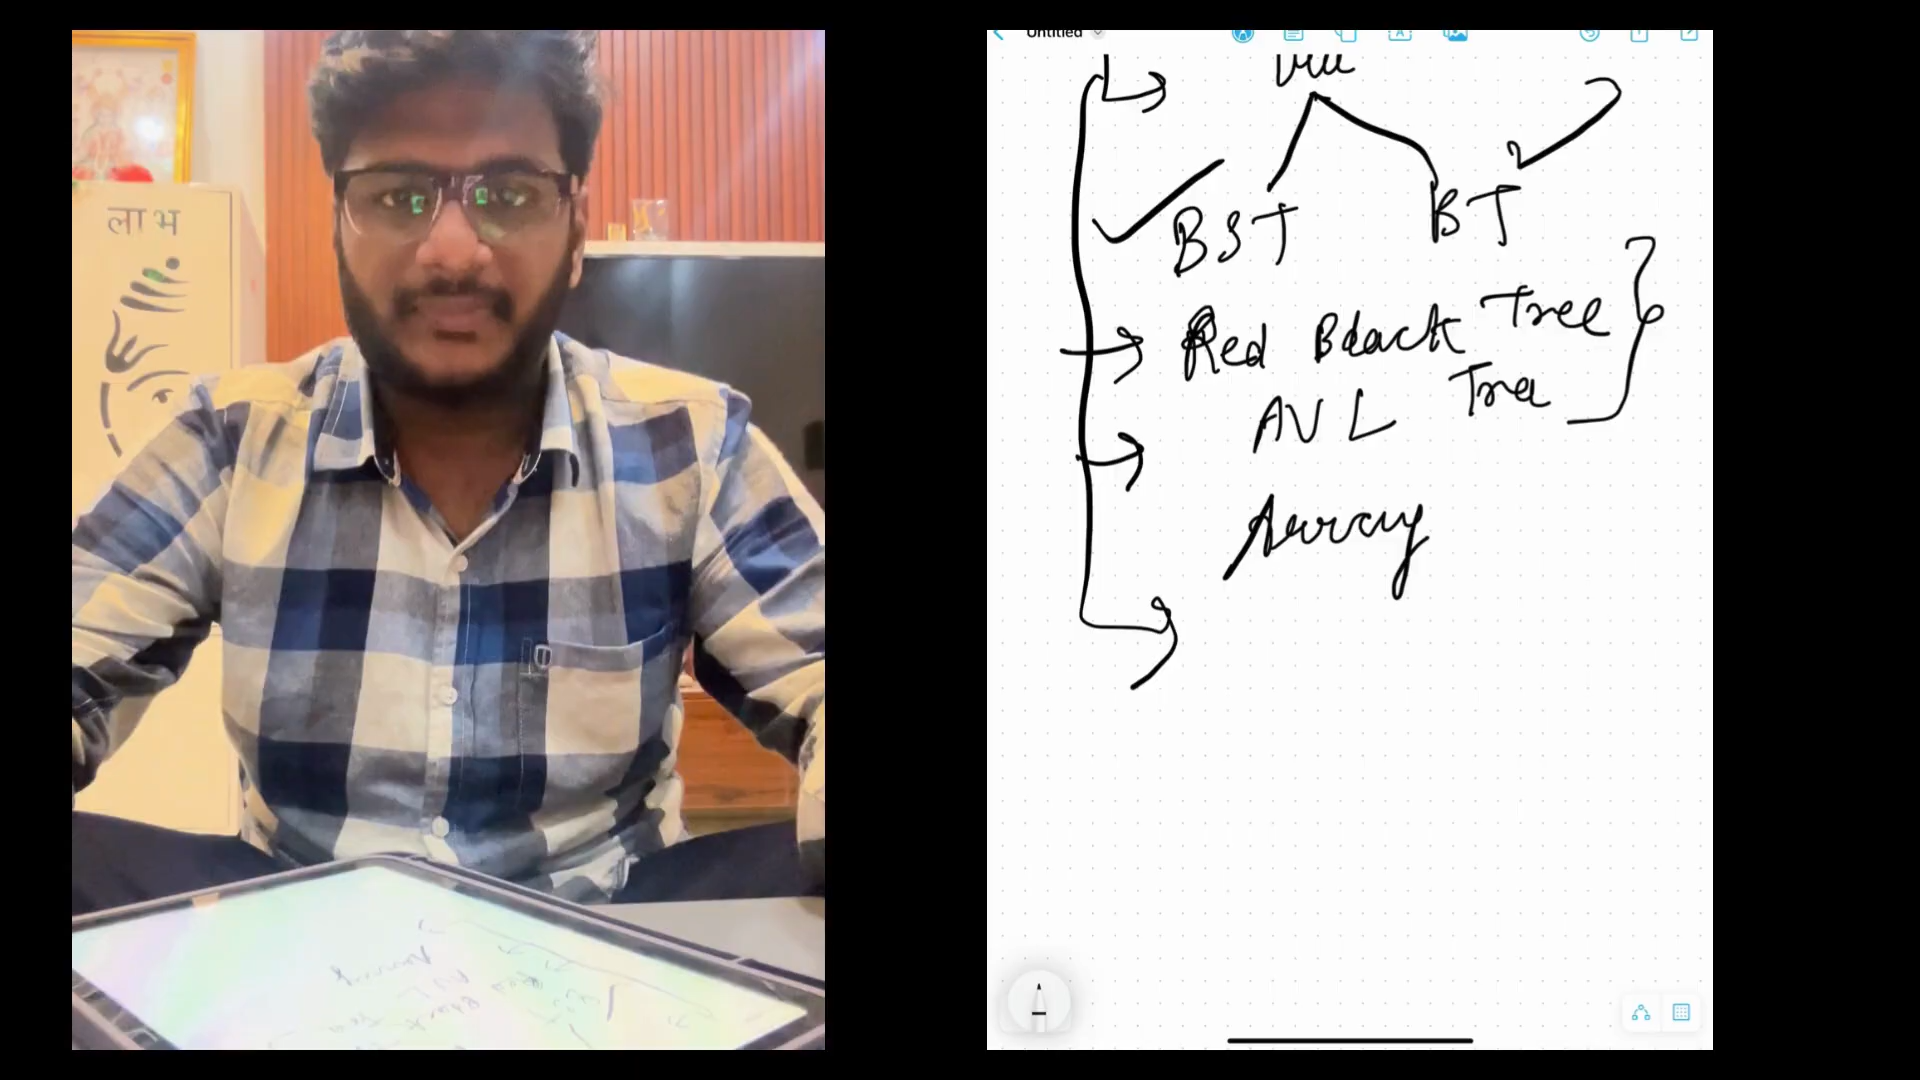 लाभ
Untitled
BST BT
Red Black Tree
AVL Tree
Array